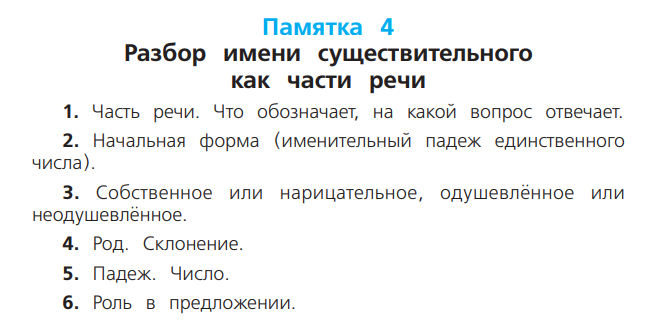 Памятка 4
Разбор имени существительного
как части речи
1. Часть речи. Что обозначает, на какой вопрос отвечает.
2. Начальная форма (именительный падеж единственного
числа).
3. Собственное или нарицательное, одушевлённое или
неодушевлённое.
4. Род. Склонение.
5. Падеж. Число.
6. Роль в предложении.